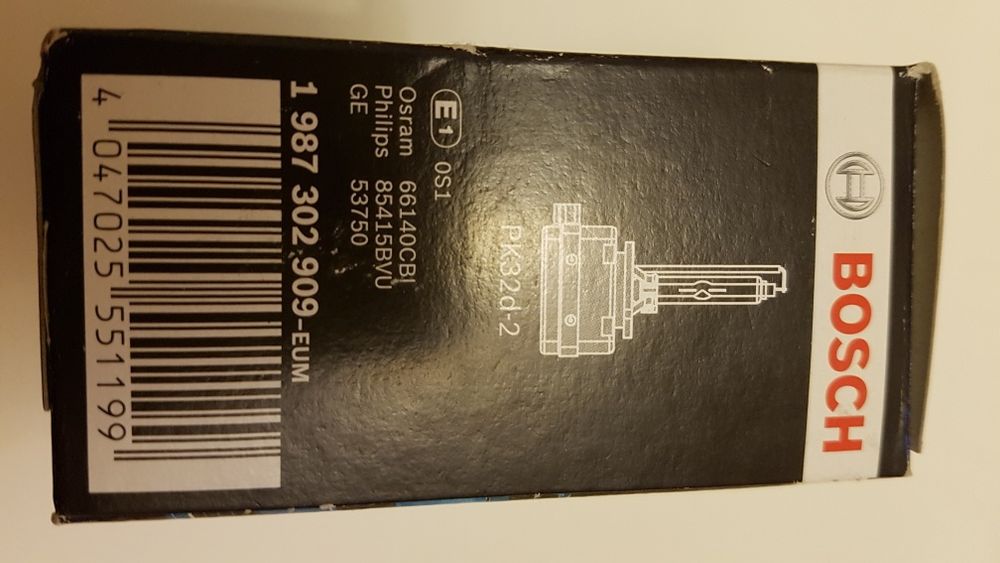 BOSCH
PK32d-2
E1 0S1
Osram 66140CBI
Philips 85415BVU
GE 53750
1 987 302 909-EUM
4 047025 551199